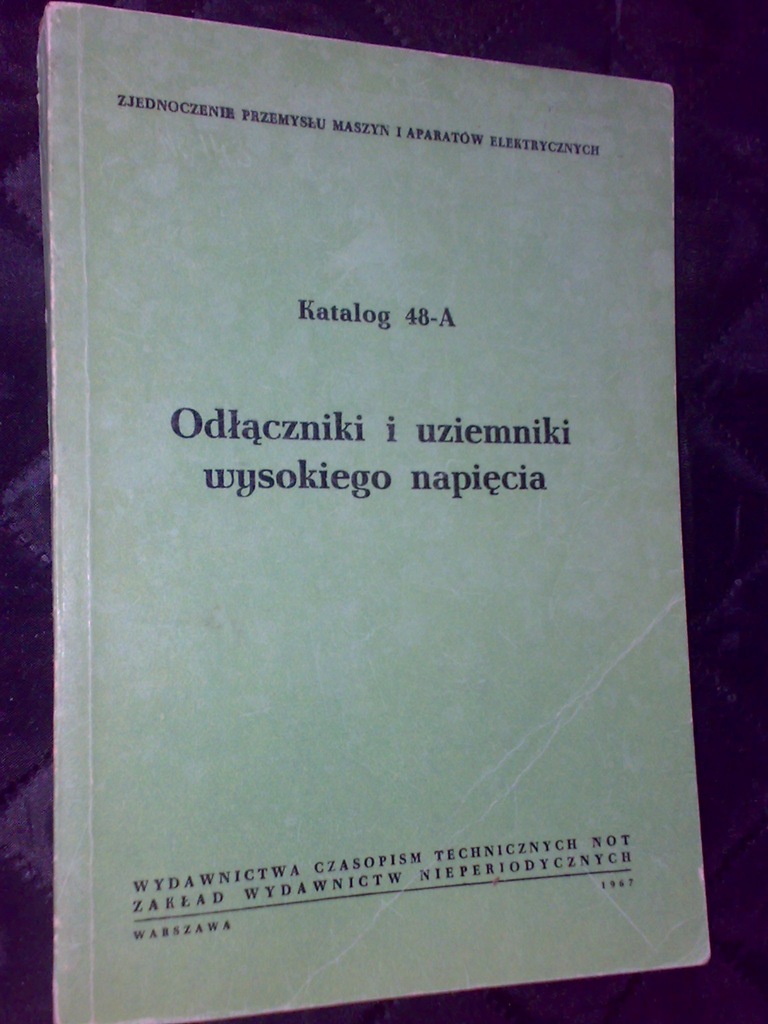 ZJEDNOCZENIE PRZEMYSŁU MASZYN I APARATÓW ELEKTRYCZNYCH
Katalog 48-A
Odłączniki i uziemniki
wysokiego napięcia
WYDAWNICTWA CZASOPISM TECHNICZNYCH NOT
ZAKŁAD WYDAWNICTW NIEPERIODYCZNYCH
WARSZAWA 1967